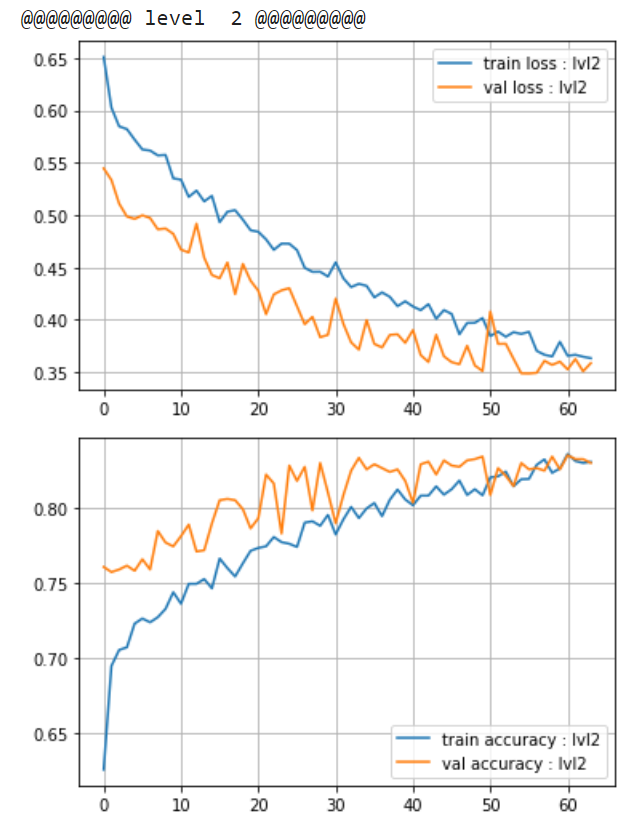 @@@@@@@@@ level 2 @@@@@@@@@
0.65
0.60
0.55
0.50
0.45
0.40
0.35
train loss : lvl2
val loss : lvl2
0 10 20 30 40 50 60
0.80
0.75
0.70
0.65
train accuracy : lvl2
val accuracy : lvl2
0 10 20 30 40 50 60